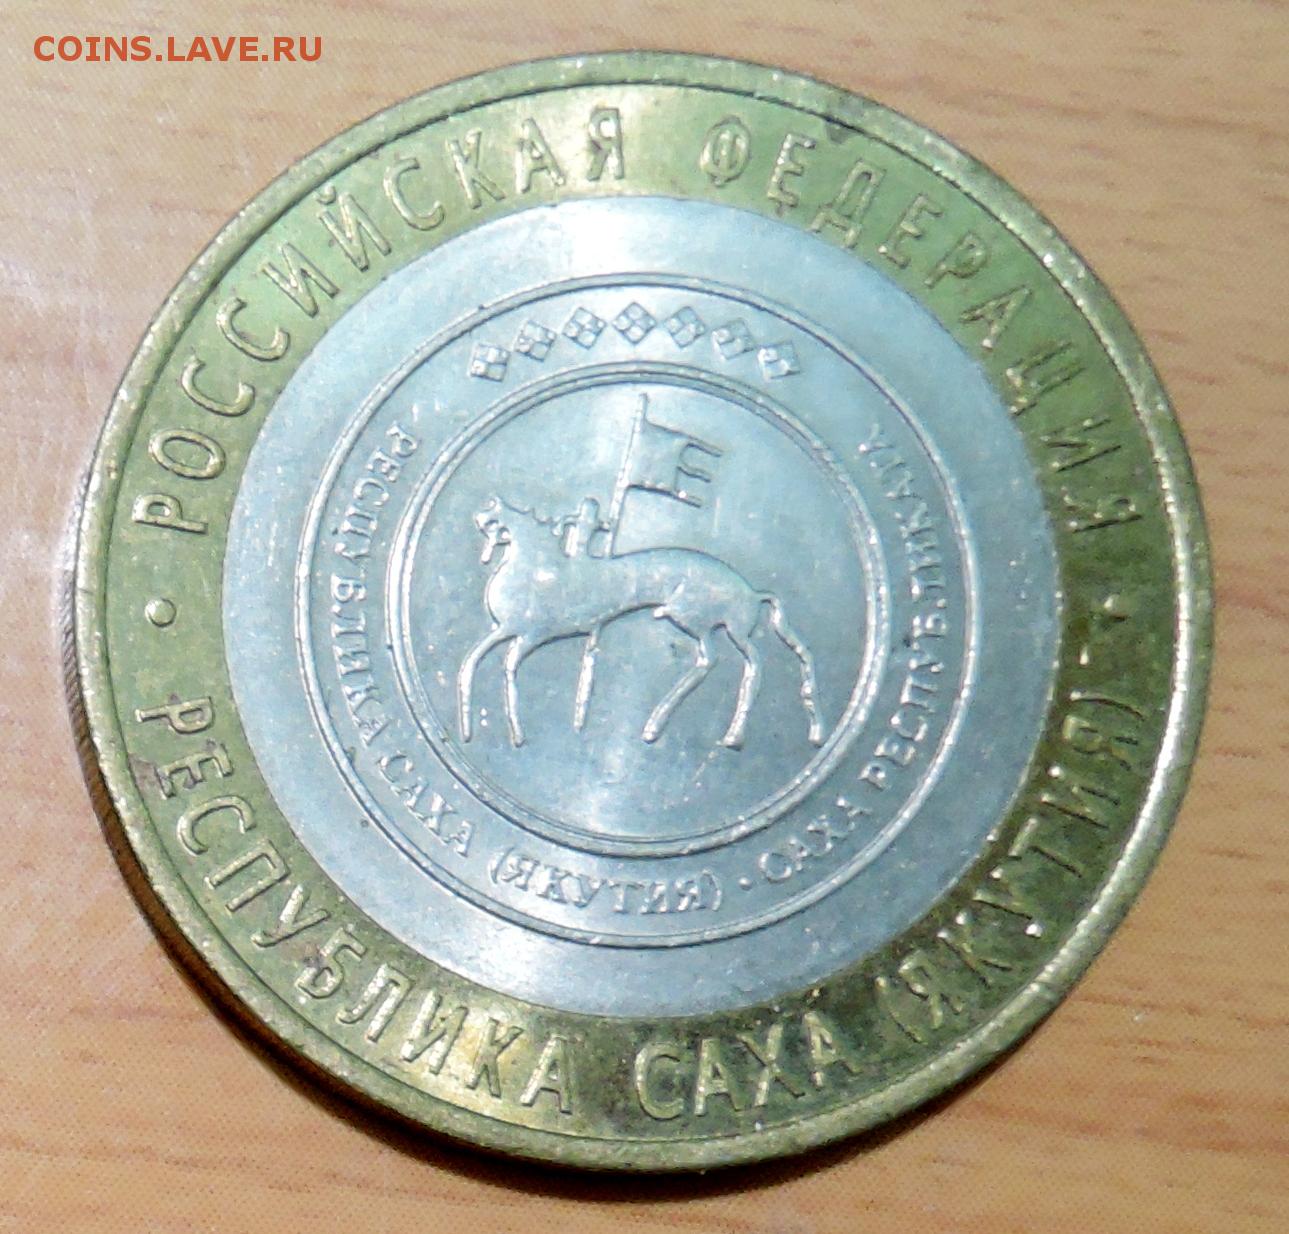 COINS.LAVE.RU
РОССИЙСКАЯ ФЕДЕРАЦИЯ
• РЕСПУБЛИКА САХА (ЯКУТИЯ) •
РЕСПУБЛИКА САХА (ЯКУТИЯ) • САХА РЕСПУБЛИКАТА